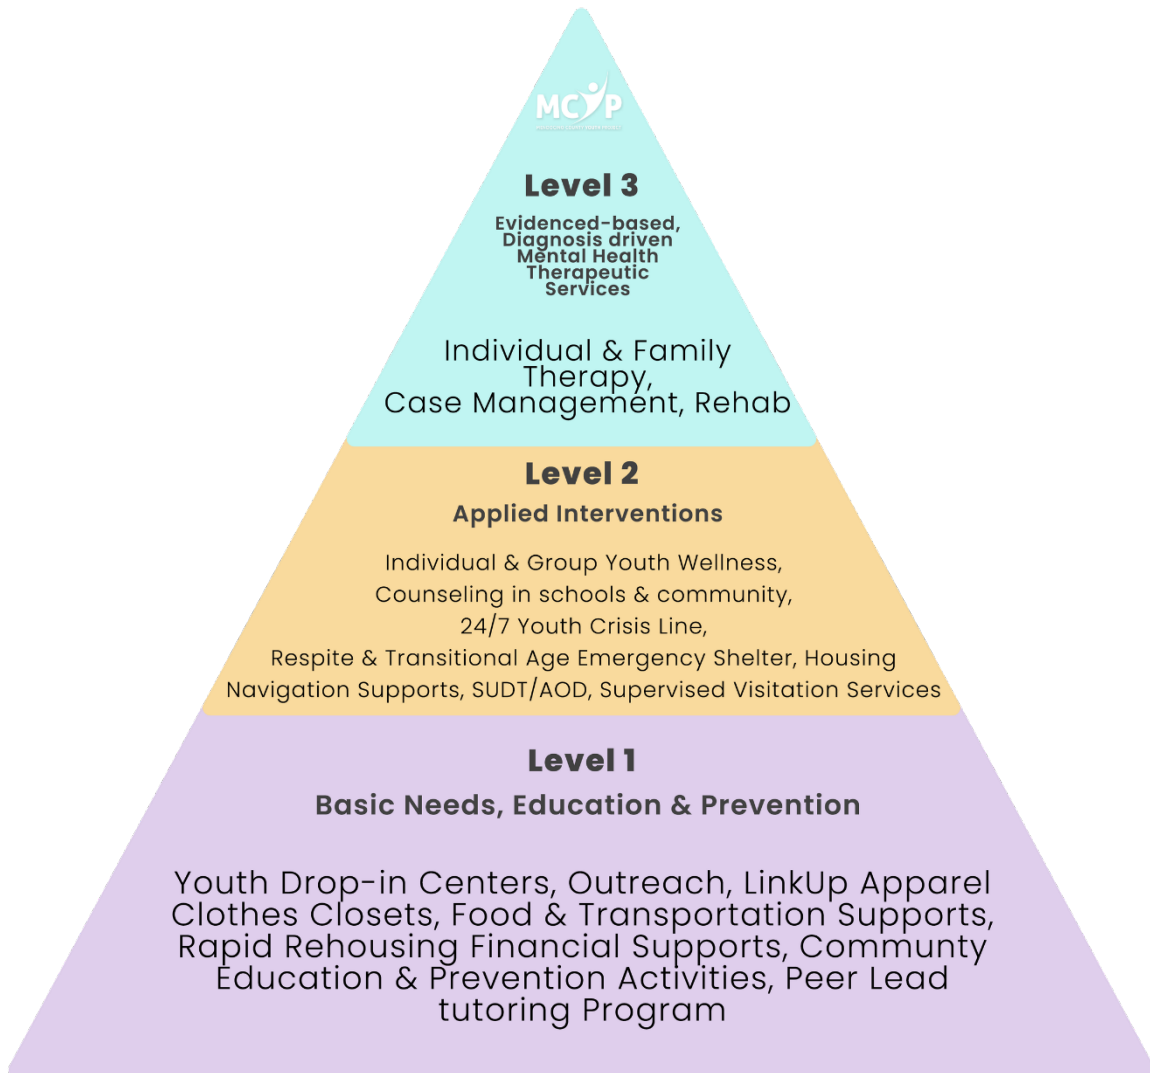 MCYP
Level 3
Evidenced-based,
Diagnosis driven
Mental Health
Therapeutic
Services
Individual & Family
Therapy,
Case Management, Rehab
Level 2
Applied Interventions
Individual & Group Youth Wellness,
Counseling in schools & community,
24/7 Youth Crisis Line,
Respite & Transitional Age Emergency Shelter, Housing
Navigation Supports, SUDT/AOD, Supervised Visitation Services
Level 1
Basic Needs, Education & Prevention
Youth Drop-in Centers, Outreach, LinkUp Apparel
Clothes Closets, Food & Transportation Supports,
Rapid Rehousing Financial Supports, Communty
Education & Prevention Activities, Peer Lead
tutoring Program